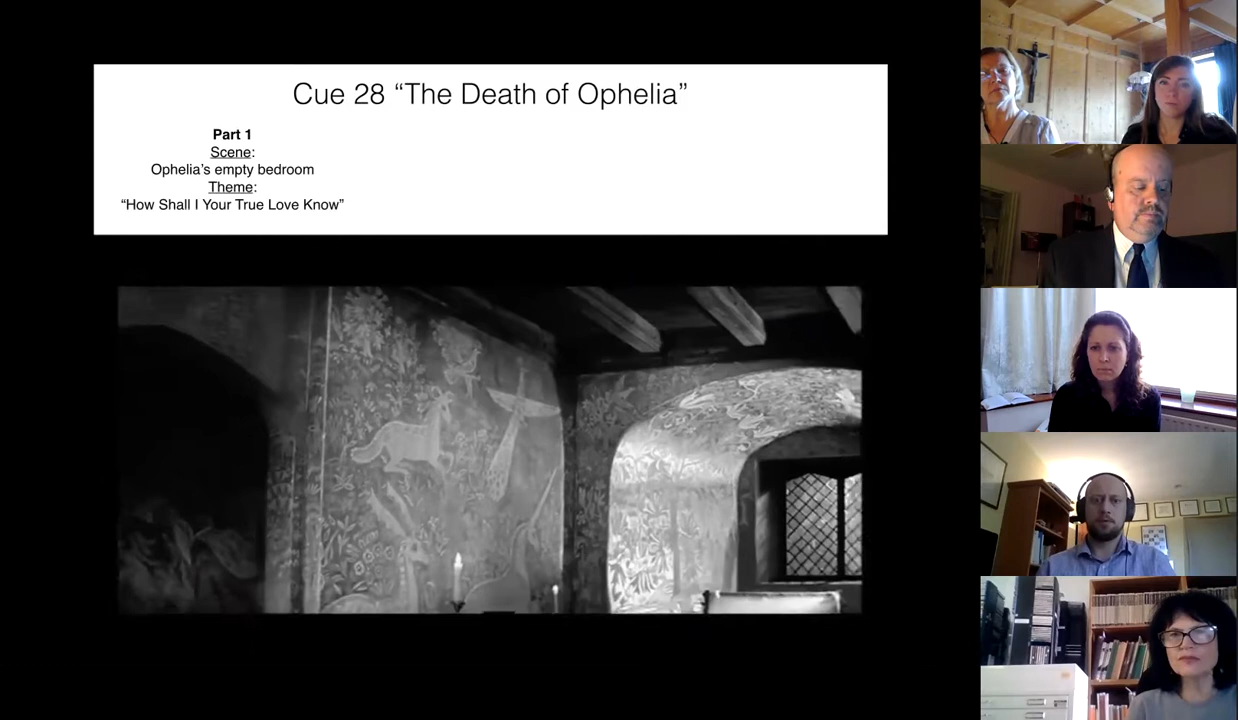 Cue 28 “The Death of Ophelia”
Part 1
Scene:
Ophelia’s empty bedroom
Theme:
“How Shall I Your True Love Know”